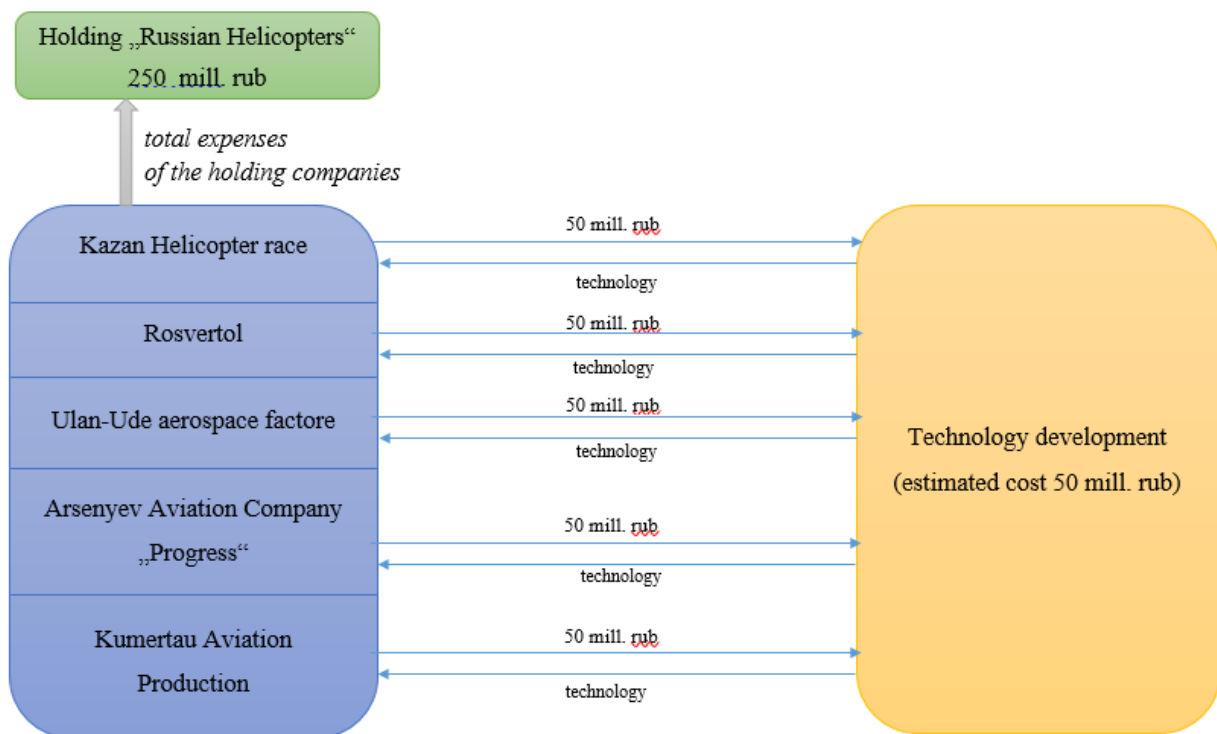 Holding „Russian Helicopters“
250 mill. rub
total expenses
of the holding companies
Kazan Helicopter race
50 mill. rub
technology
Rosvertol
50 mill. rub
technology
Ulan-Ude aerospace factore
50 mill. rub
technology
Arsenyev Aviation Company
„Progress“
50 mill. rub
technology
Kumertau Aviation
Production
50 mill. rub
technology
Technology development
(estimated cost 50 mill. rub)